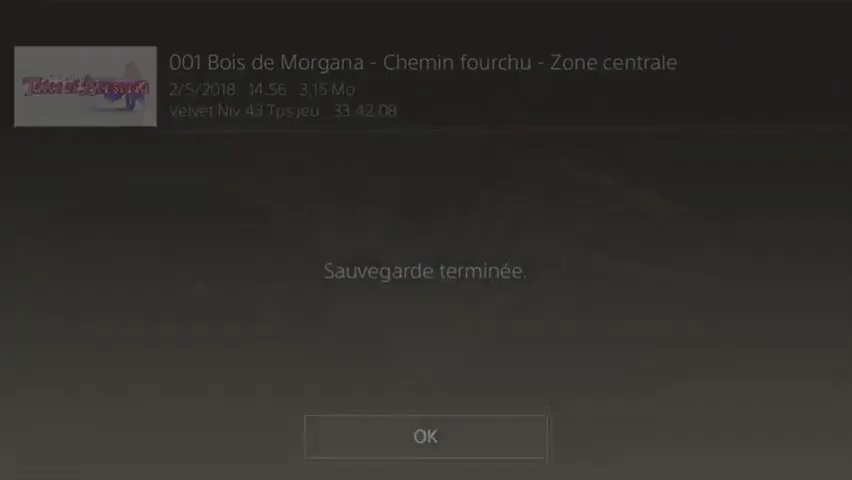 001 Bois de Morgana - Chemin fourchu - Zone centrale
2/5/2018 14:56 3,15 Mo
Velvet Niv 43 Tps jeu : 33:42:08
Sauvegarde terminée.
OK